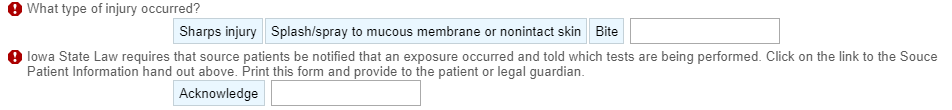 What type of injury occurred?
Sharps injury Splash/spray to mucous membrane or nonintact skin Bite
Iowa State Law requires that source patients be notified that an exposure occurred and told which tests are being performed. Click on the link to the Souce
Patient Information hand out above. Print this form and provide to the patient or legal guardian.
Acknowledge